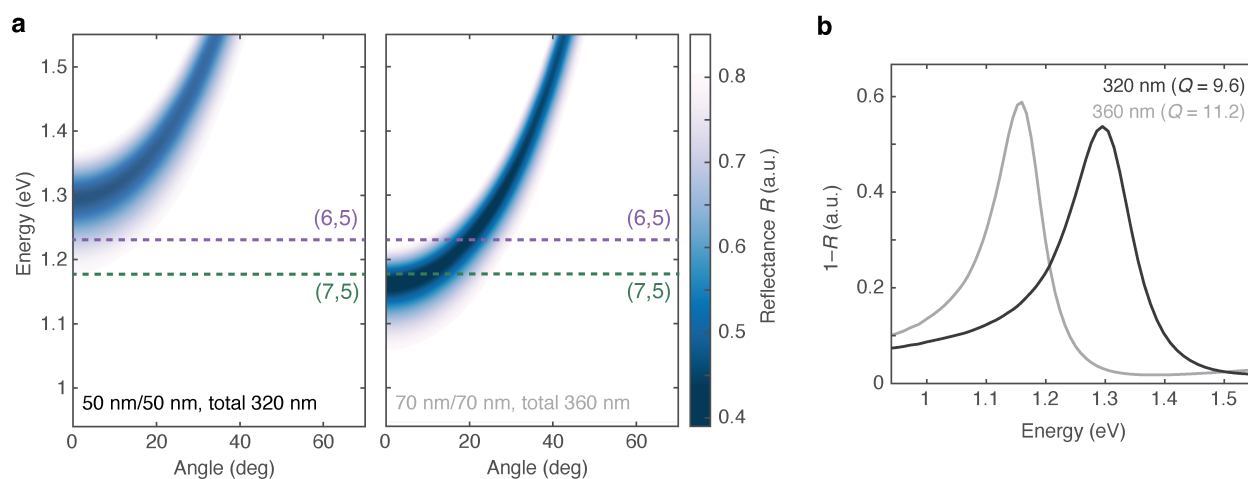 a
Energy (eV)
1.5
1.4
1.3
1.2
1.1
1
(6,5)
(7,5)
50 nm/50 nm, total 320 nm
0
20
40
60
Angle (deg)
(6,5)
(7,5)
70 nm/70 nm, total 360 nm
0
20
40
60
Angle (deg)
0.8
0.7
0.6
0.5
0.4
Reflectance R (a.u.)
b
320 nm (Q = 9.6)
360 nm (Q = 11.2)
1−R (a.u.)
0.6
0.4
0.2
0
1
1.1
1.2
1.3
1.4
1.5
Energy (eV)